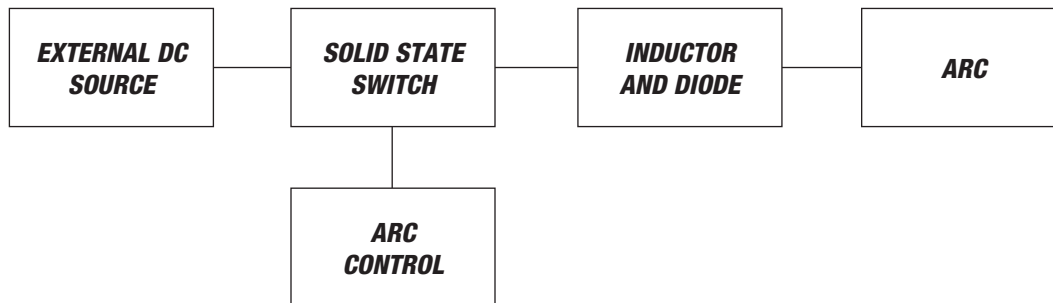 EXTERNAL DC
SOURCE
SOLID STATE
SWITCH
INDUCTOR
AND DIODE
ARC
ARC
CONTROL